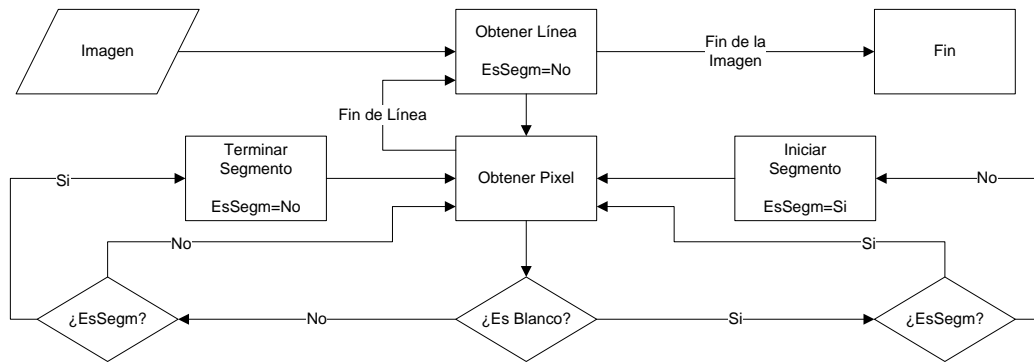 Imagen
Obtener Línea
EsSegm=No
Fin de la
Imagen
Fin
Fin de Línea
Terminar
Segmento
EsSegm=No
Obtener Pixel
Iniciar
Segmento
EsSegm=Si
Si
No
No
Si
¿EsSegm?
No
¿Es Blanco?
Si
¿EsSegm?